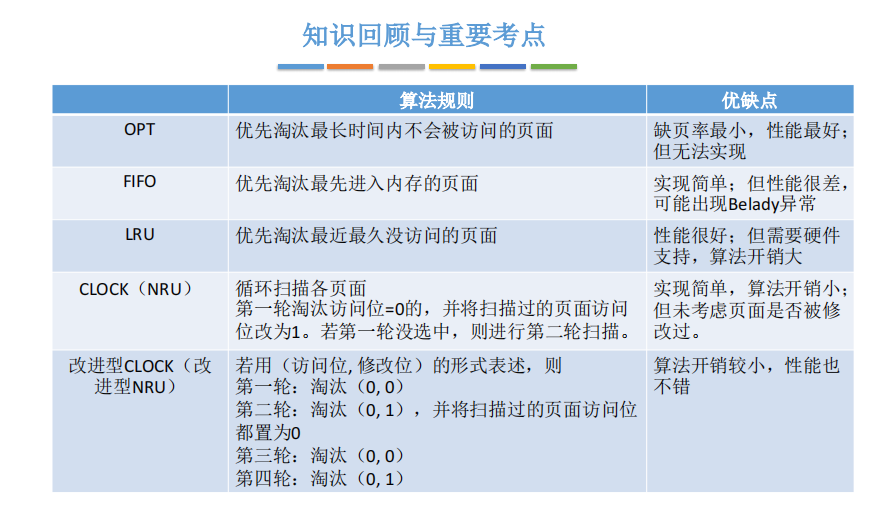 知识回顾与重要考点
算法规则
优缺点
OPT
优先淘汰最长时间内不会被访问的页面
缺页率最小，性能最好；
但无法实现
FIFO
优先淘汰最先进入内存的页面
实现简单；但性能很差，
可能出现Belady异常
LRU
优先淘汰最近最久没访问的页面
性能很好；但需要硬件
支持，算法开销大
CLOCK（NRU）
循环扫描各页面
第一轮淘汰访问位=0的，并将扫描过的页面访问
位改为1。若第一轮没选中，则进行第二轮扫描。
实现简单，算法开销小；
但未考虑页面是否被修
改过。
改进型CLOCK（改
进型NRU）
若用（访问位, 修改位）的形式表述，则
第一轮：淘汰（0, 0）
第二轮：淘汰（0, 1），并将扫描过的页面访问位
都置为0
第三轮：淘汰（0, 0）
第四轮：淘汰（0, 1）
算法开销较小，性能也
不错